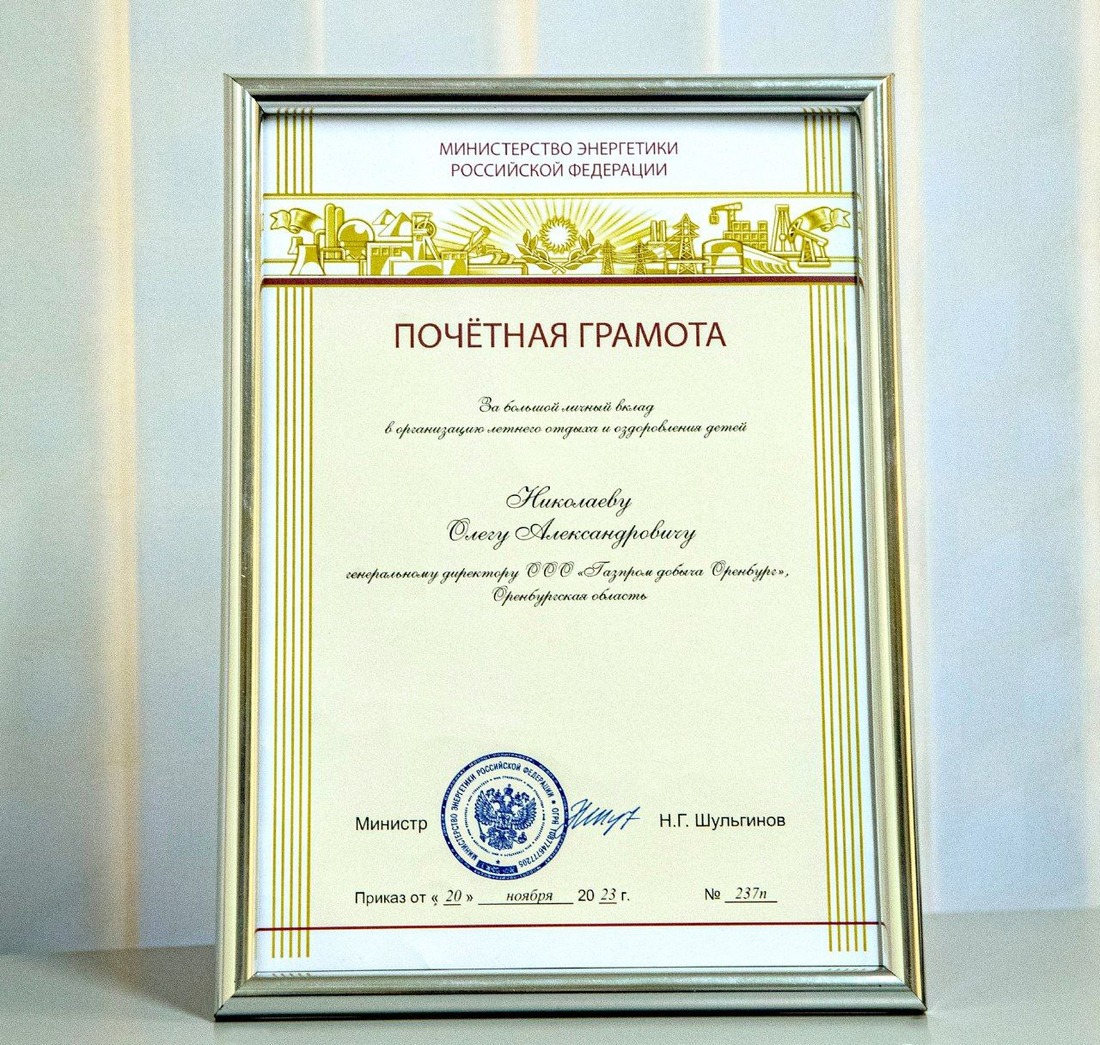 МИНИСТЕРСТВО ЭНЕРГЕТИКИ
РОССИЙСКОЙ ФЕДЕРАЦИИ
ПОЧЁТНАЯ ГРАМОТА
За большой личный вклад
в организацию летнего отдыха и оздоровления детей
Николаеву
Олегу Александровичу
генеральному директору ООО «Газпром добыча Оренбург»,
Оренбургская область
Министр
МИНИСТЕРСТВО ЭНЕРГЕТИКИ РОССИЙСКОЙ ФЕДЕРАЦИИ * ОГРН 1087746777205
Н.Г. Шульгинов
Приказ от « 20 » ноября 20 23 г. № 237п